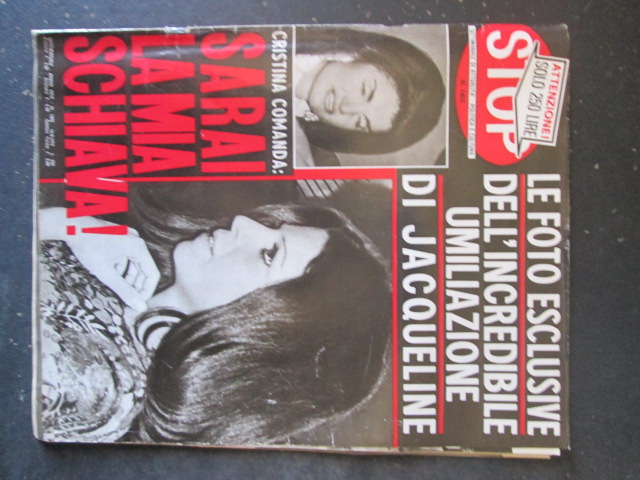 STOP
ATTENZIONE!
SOLO 250 LIRE
LE FOTO ESCLUSIVE
DELL'INCREDIBILE
UMILIAZIONE
DI JACQUELINE
CRISTINA COMANDA:
SARAI
LA MIA
SCHIAVA!